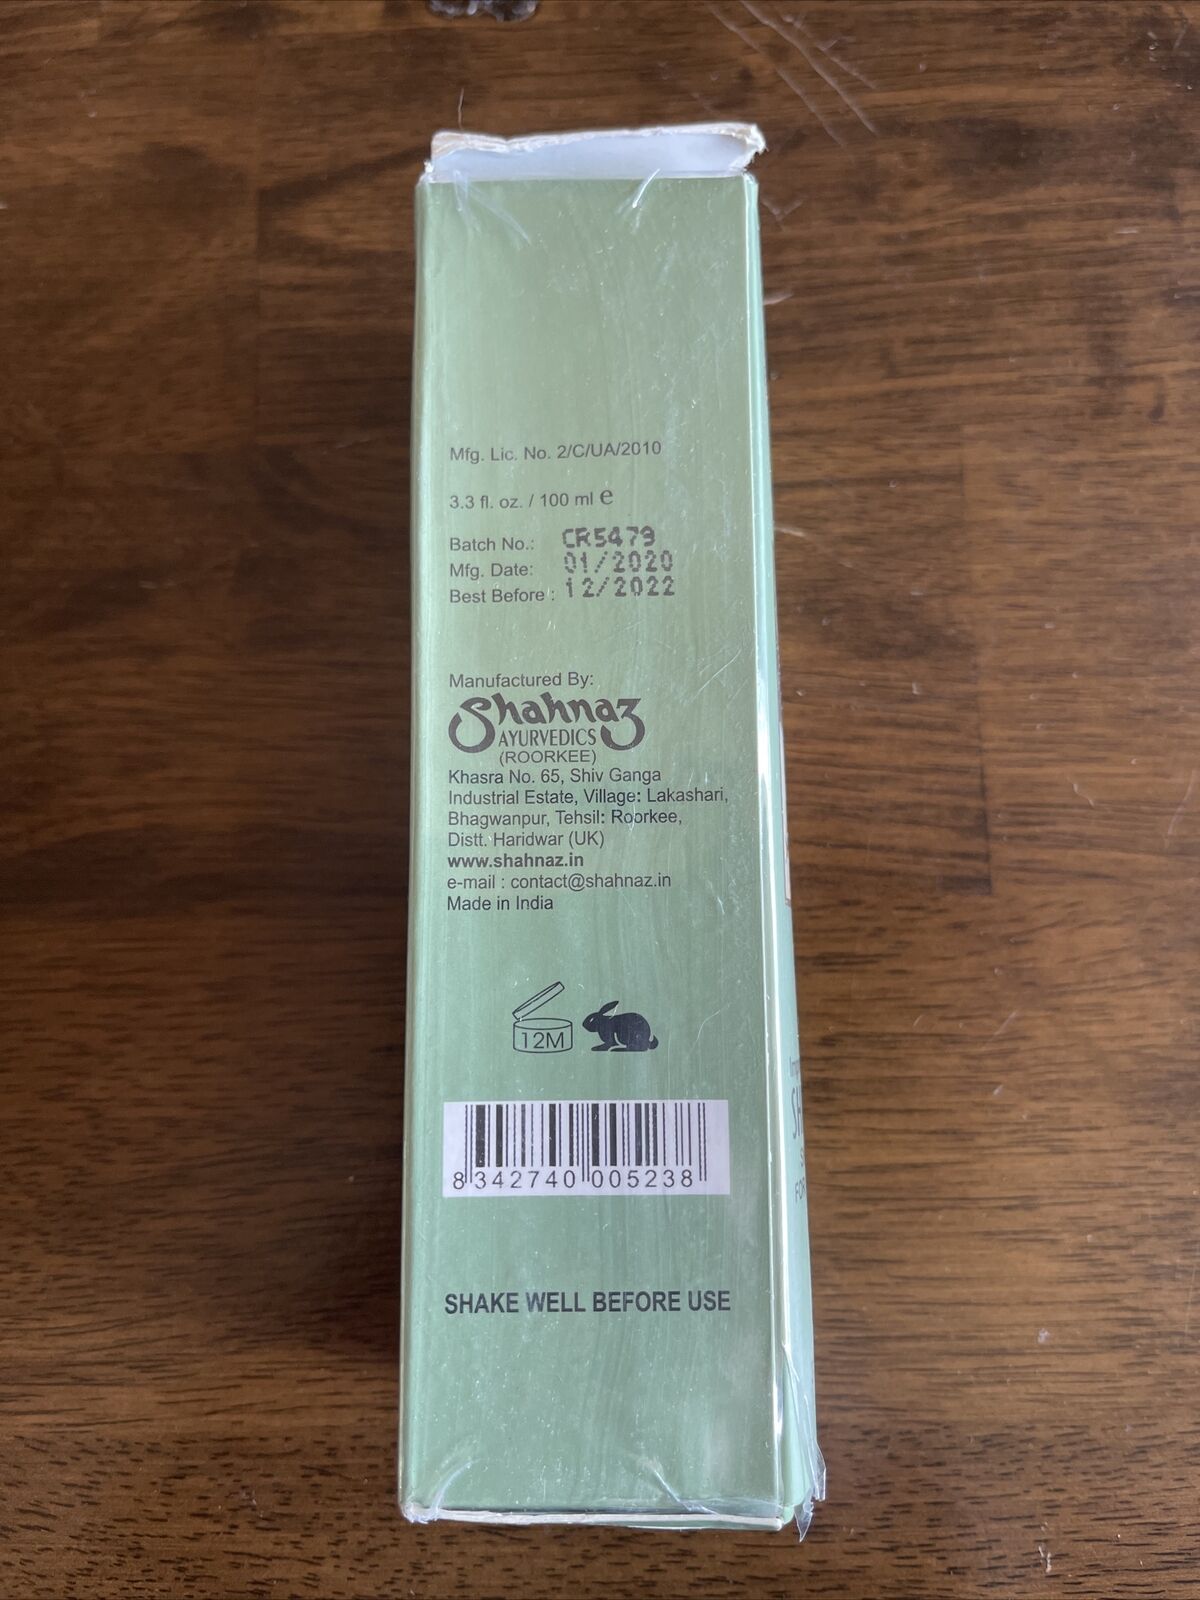 Mfg. Lic. No. 2/C/UA/2010
3.3 fl. oz. / 100 ml e
Batch No.: CR5479
Mfg. Date: 01/2020
Best Before : 12/2022
Manufactured By:
Shahnaz
AYURVEDICS
(ROORKEE)
Khasra No. 65, Shiv Ganga
Industrial Estate, Village: Lakashari,
Bhagwanpur, Tehsil: Roorkee,
Distt. Haridwar (UK)
www.shahnaz.in
e-mail : contact@shahnaz.in
Made in India
12M
8 342740 005238
SHAKE WELL BEFORE USE